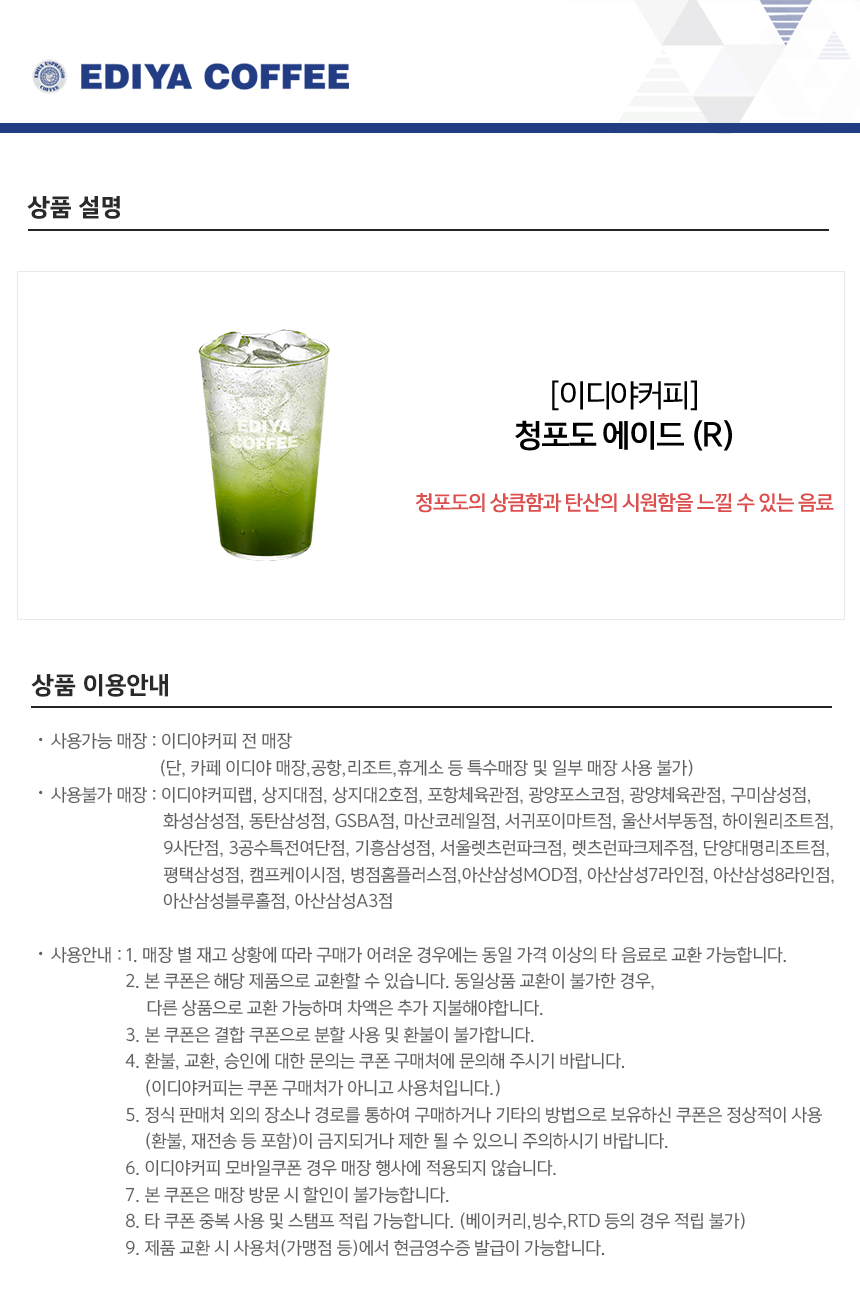 EDIYA ESPRESSO COFFEE
EDIYA COFFEE
상품 설명
EDIYA
COFFEE
[이디야커피]
청포도 에이드 (R)
청포도의 상큼함과 탄산의 시원함을 느낄 수 있는 음료
상품 이용안내
· 사용가능 매장 : 이디야커피 전 매장
(단, 카페 이디야 매장,공항,리조트,휴게소 등 특수매장 및 일부 매장 사용 불가)
· 사용불가 매장 : 이디야커피랩, 상지대점, 상지대2호점, 포항체육관점, 광양포스코점, 광양체육관점, 구미삼성점,
화성삼성점, 동탄삼성점, GSBA점, 마산코레일점, 서귀포이마트점, 울산서부동점, 하이원리조트점,
9사단점, 3공수특전여단점, 기흥삼성점, 서울렛츠런파크점, 렛츠런파크제주점, 단양대명리조트점,
평택삼성점, 캠프케이시점, 병점홈플러스점,아산삼성MOD점, 아산삼성7라인점, 아산삼성8라인점,
아산삼성블루홀점, 아산삼성A3점
· 사용안내 : 1. 매장 별 재고 상황에 따라 구매가 어려운 경우에는 동일 가격 이상의 타 음료로 교환 가능합니다.
2. 본 쿠폰은 해당 제품으로 교환할 수 있습니다. 동일상품 교환이 불가한 경우,
다른 상품으로 교환 가능하며 차액은 추가 지불해야합니다.
3. 본 쿠폰은 결합 쿠폰으로 분할 사용 및 환불이 불가합니다.
4. 환불, 교환, 승인에 대한 문의는 쿠폰 구매처에 문의해 주시기 바랍니다.
(이디야커피는 쿠폰 구매처가 아니고 사용처입니다.)
5. 정식 판매처 외의 장소나 경로를 통하여 구매하거나 기타의 방법으로 보유하신 쿠폰은 정상적이 사용
(환불, 재전송 등 포함)이 금지되거나 제한 될 수 있으니 주의하시기 바랍니다.
6. 이디야커피 모바일쿠폰 경우 매장 행사에 적용되지 않습니다.
7. 본 쿠폰은 매장 방문 시 할인이 불가능합니다.
8. 타 쿠폰 중복 사용 및 스탬프 적립 가능합니다. (베이커리,빙수,RTD 등의 경우 적립 불가)
9. 제품 교환 시 사용처(가맹점 등)에서 현금영수증 발급이 가능합니다.